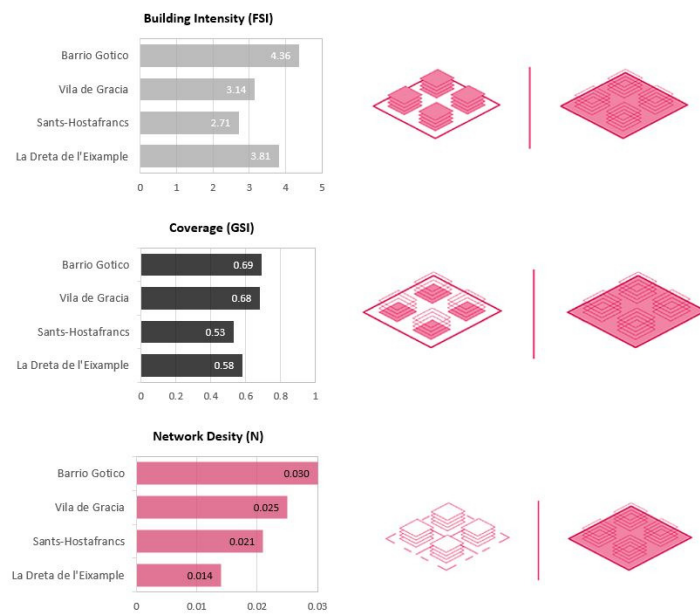 Building Intensity (FSI)
Barrio Gotico 4.36
Vila de Gracia 3.14
Sants-Hostafrancs 2.71
La Dreta de l'Eixample 3.81
0 1 2 3 4 5
Coverage (GSI)
Barrio Gotico 0.69
Vila de Gracia 0.68
Sants-Hostafrancs 0.53
La Dreta de l'Eixample 0.58
0 0.2 0.4 0.6 0.8 1
Network Desity (N)
Barrio Gotico 0.030
Vila de Gracia 0.025
Sants-Hostafrancs 0.021
La Dreta de l'Eixample 0.014
0 0.01 0.02 0.03